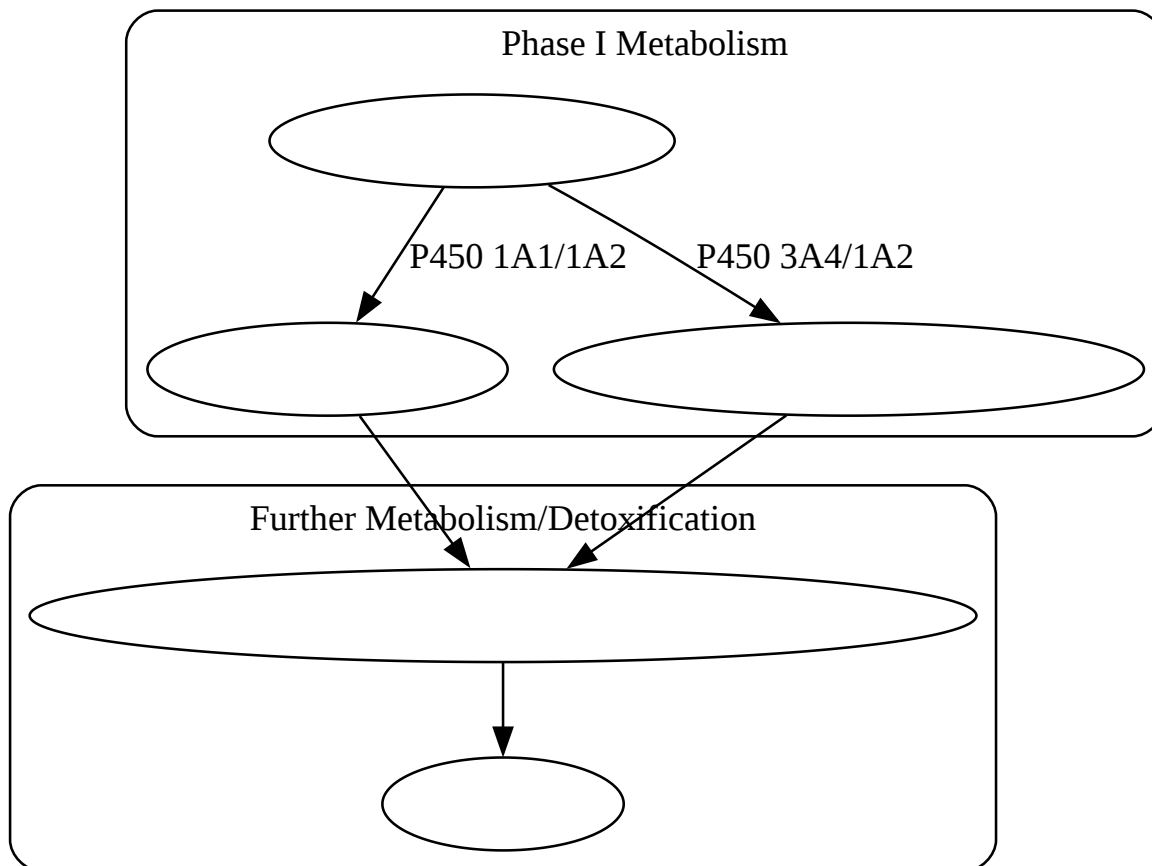 Phase I Metabolism
P450 1A1/1A2
P450 3A4/1A2
Further Metabolism/Detoxification